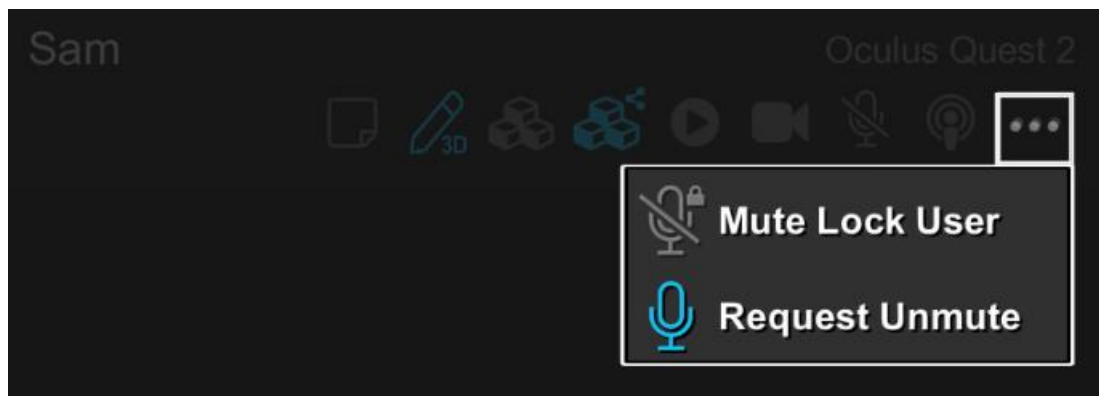 Sam
Oculus Quest 2
3D
Mute Lock User
Request Unmute